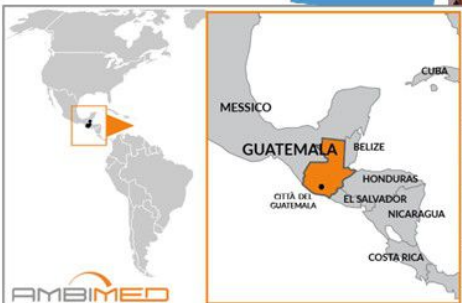 CUBA
MESSICO
GUATEMALA
BELIZE
HONDURAS
CITTÀ DEL
GUATEMALA
EL SALVADOR
NICARAGUA
COSTA RICA
AMBIMED